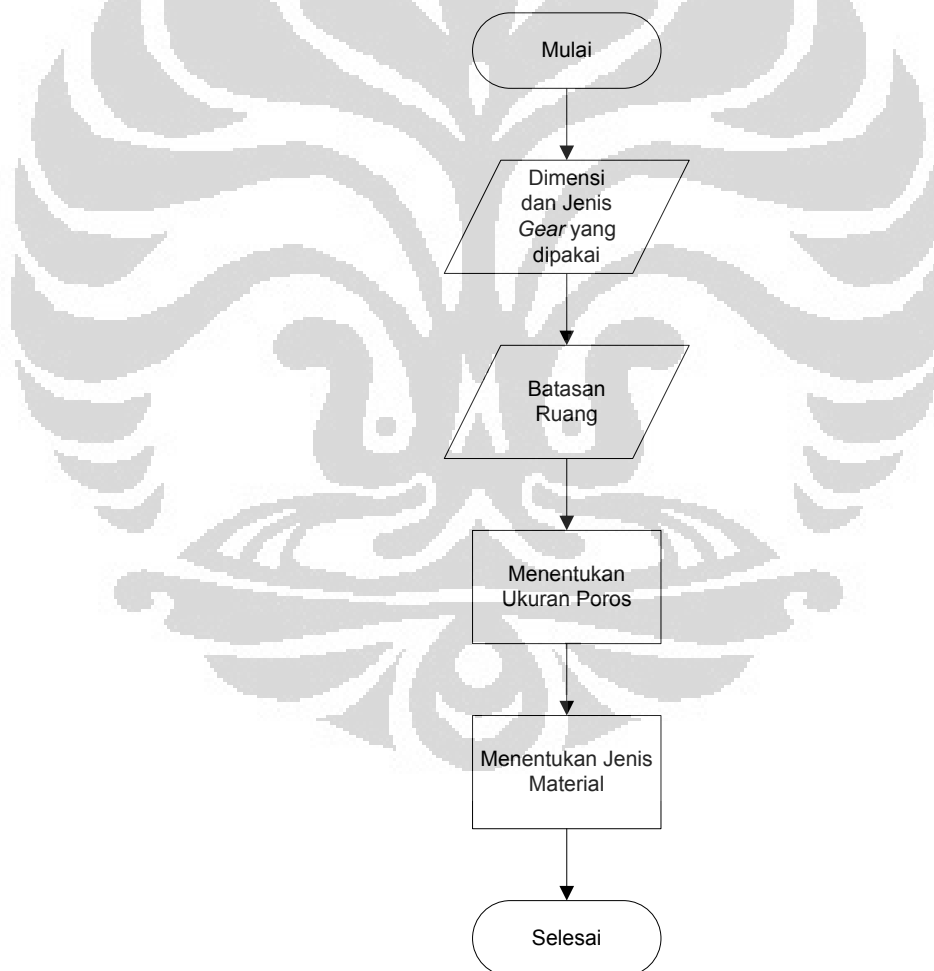 Mulai
Dimensi
dan Jenis
Gear yang
dipakai
Batasan
Ruang
Menentukan
Ukuran Poros
Menentukan Jenis
Material
Selesai